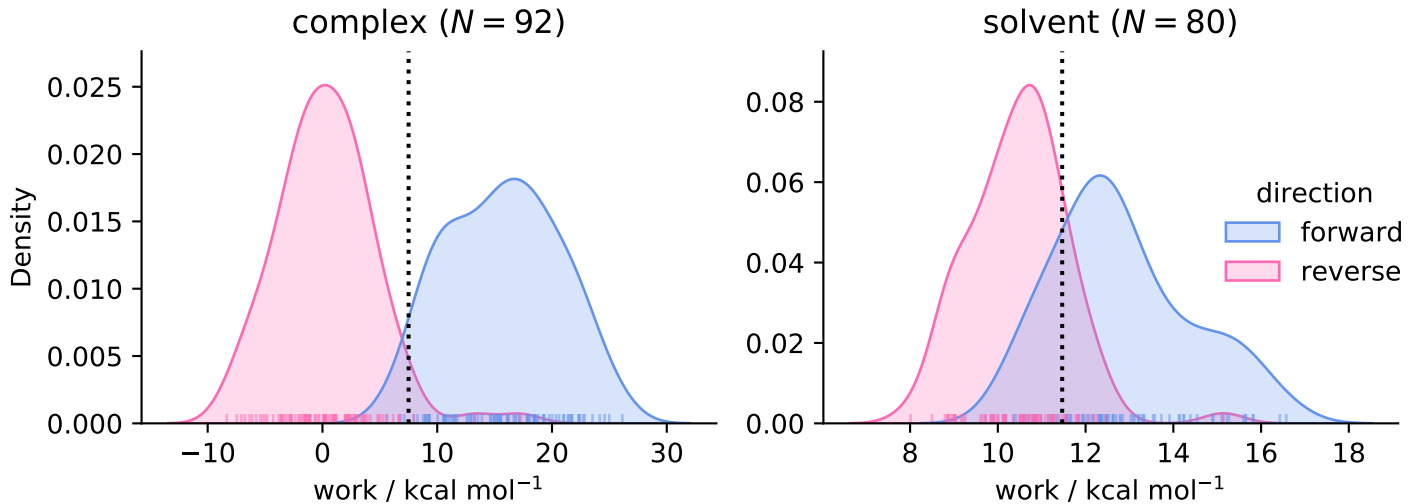 complex (N = 92)
Density
0.025
0.020
0.015
0.010
0.005
0.000
−10
0
10
20
30
work / kcal mol⁻¹
solvent (N = 80)
0.08
0.06
0.04
0.02
0.00
8
10
12
14
16
18
work / kcal mol⁻¹
direction
forward
reverse